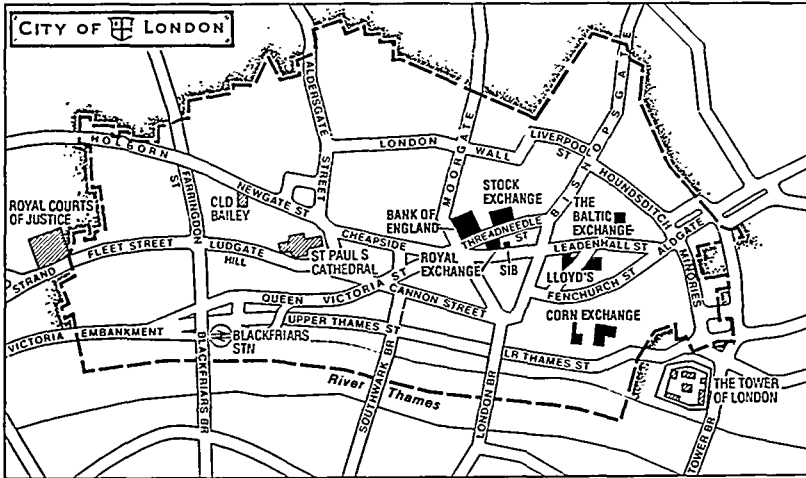 CITY OF LONDON
ALDERSGATE STREET
MOORGATE
BISHOPSGATE
HOLBORN
LONDON WALL
LIVERPOOL ST
HOUNDSDITCH
FARRINGDON ST
NEWGATE ST
CLD BAILEY
STOCK EXCHANGE
ROYAL COURTS OF JUSTICE
BANK OF ENGLAND
THREADNEEDLE ST
THE BALTIC EXCHANGE
CHEAPSIDE
STRAND
FLEET STREET
LUDGATE HILL
ST PAUL S CATHEDRAL
ROYAL EXCHANGE
SIB
LEADENHALL ST
ALDGATE
LLOYD'S
FENCHURCH ST
MINORIES
QUEEN VICTORIA ST
CANNON STREET
CORN EXCHANGE
VICTORIA EMBANKMENT
BLACKFRIARS STN
UPPER THAMES ST
LR THAMES ST
BLACKFRIARS BR
SOUTHWARK BR
LONDON BR
River Thames
THE TOWER OF LONDON
TOWER BR